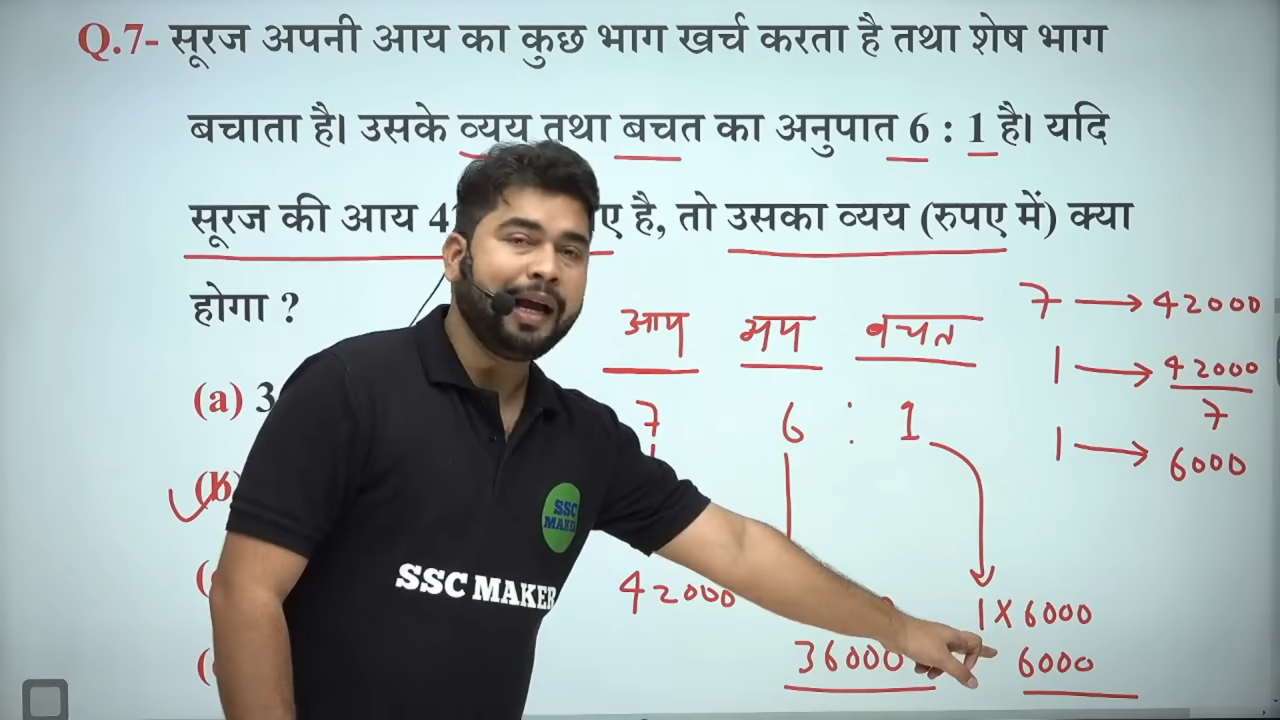 Q.7- सूरज अपनी आय का कुछ भाग खर्च करता है तथा शेष भाग
बचाता है। उसके व्यय तथा बचत का अनुपात 6 : 1 है। यदि
सूरज की आय है, तो उसका व्यय (रुपए में) क्या
होगा ?
(a)
(b)
आय व्यय बचत
7 6 : 1
42000
36000
1 X 6000
6000
7 → 42000
1 → 42000
7
1 → 6000
SSC
MAKER
SSC MAKER